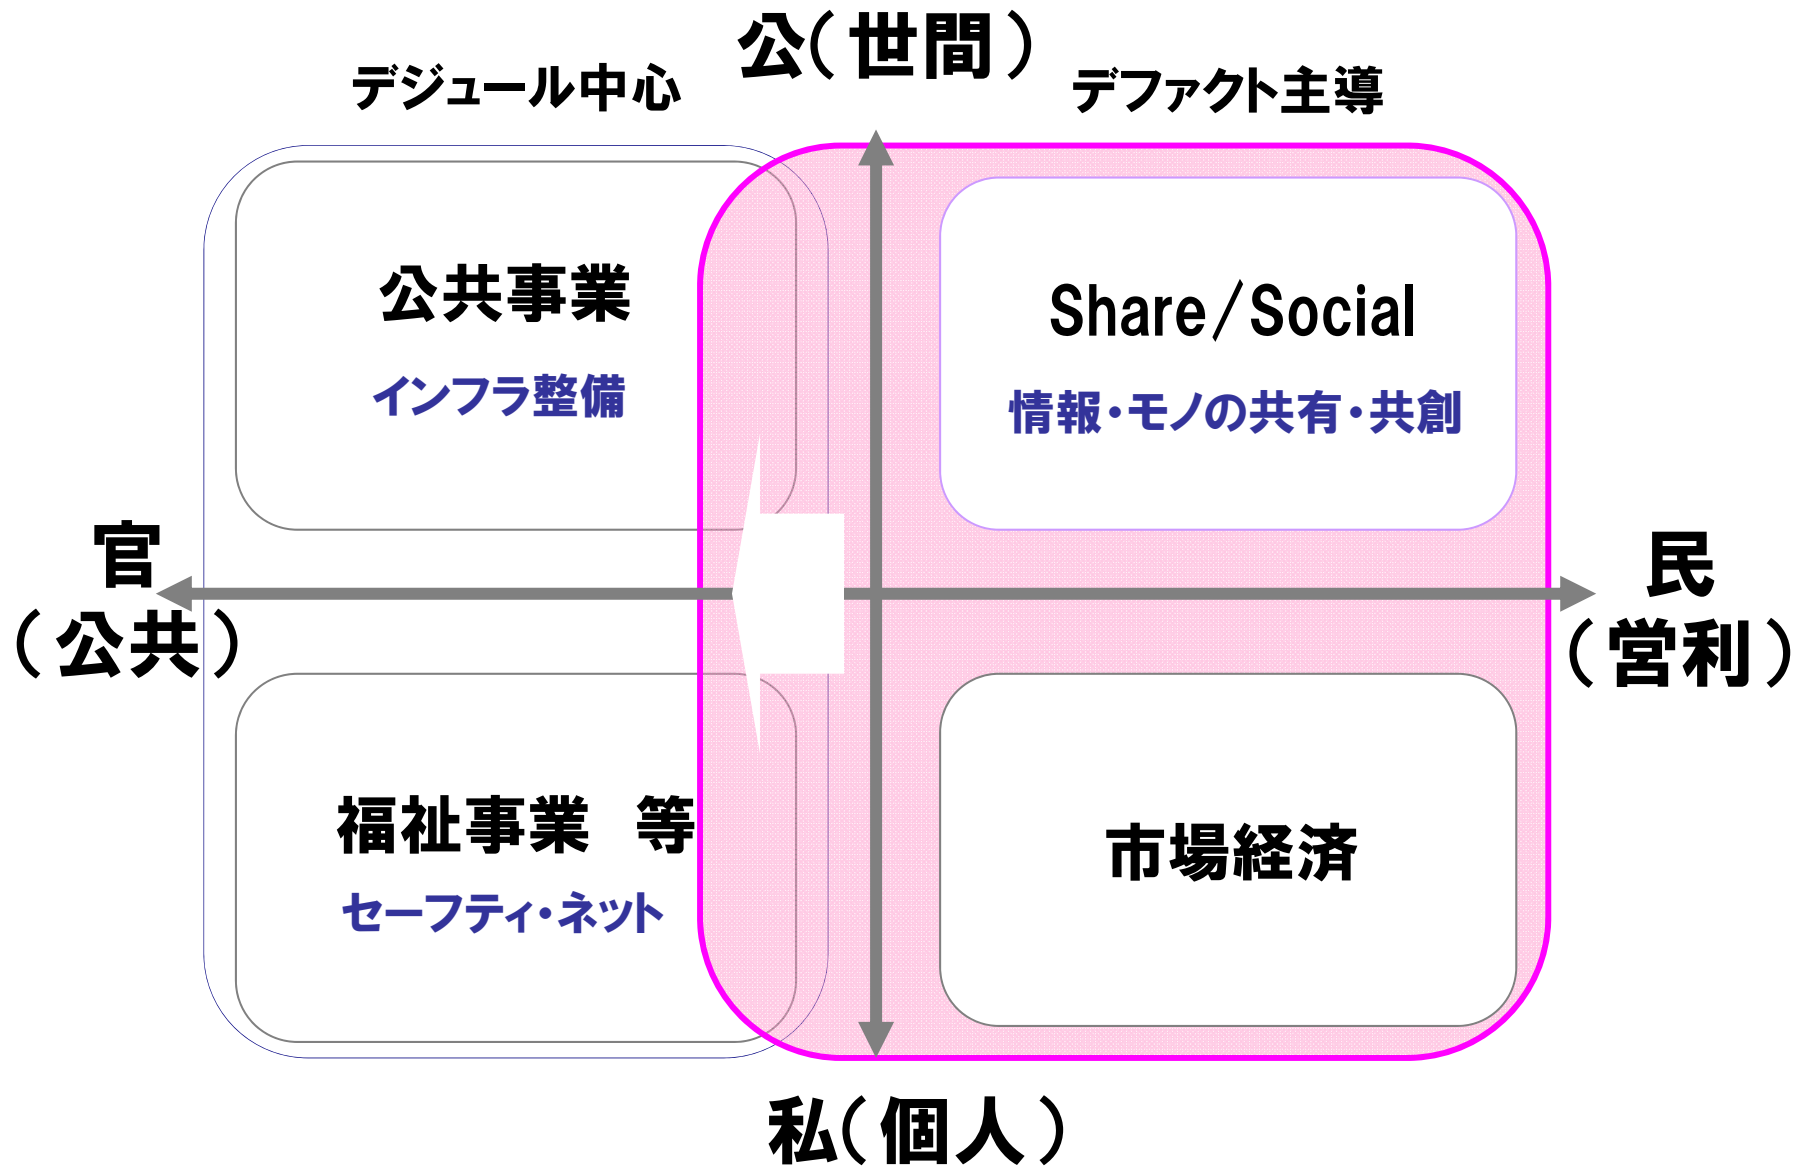 公（世間）
デジュール中心
デファクト主導
公共事業
インフラ整備
Share/Social
情報・モノの共有・共創
官
（公共）
民
（営利）
福祉事業　等
セーフティ・ネット
市場経済
私（個人）